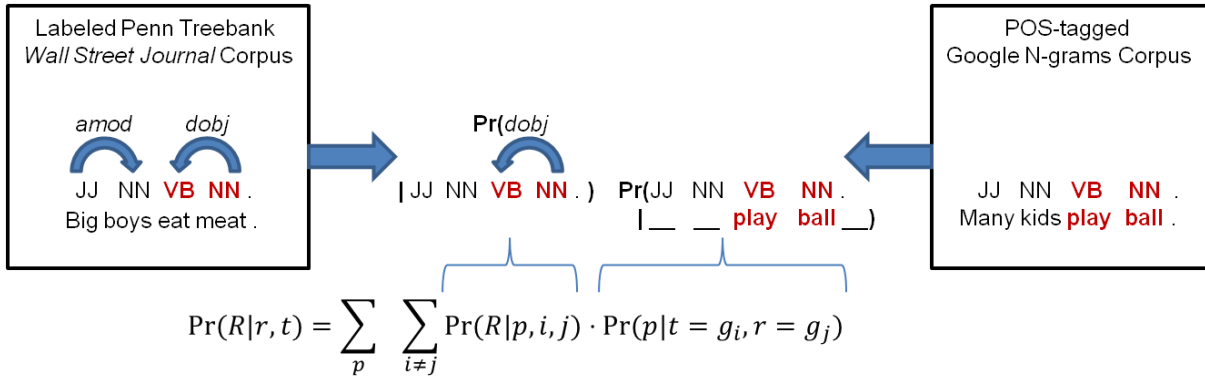 Labeled Penn Treebank
Wall Street Journal Corpus
amod dobj
JJ NN VB NN .
Big boys eat meat .
Pr(dobj
| JJ NN VB NN . )
Pr(JJ NN VB NN .
| __ __ play ball __)
POS-tagged
Google N-grams Corpus
JJ NN VB NN .
Many kids play ball .
Pr(R|r, t) = ∑_p ∑_{i≠j} Pr(R|p, i, j) · Pr(p|t = g_i, r = g_j)